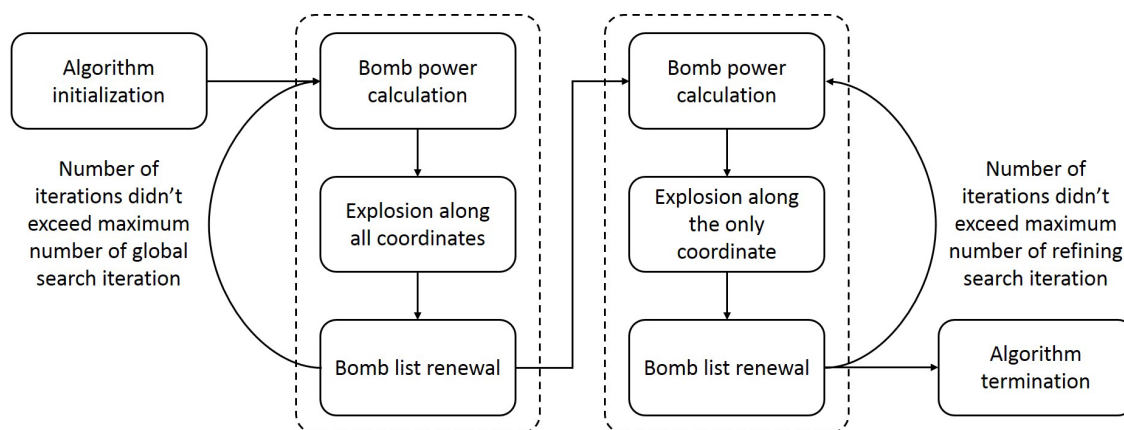 Algorithm
initialization
Number of
iterations didn't
exceed maximum
number of global
search iteration
Bomb power
calculation
Explosion along
all coordinates
Bomb list renewal
Bomb power
calculation
Explosion along
the only
coordinate
Bomb list renewal
Number of
iterations didn't
exceed maximum
number of refining
search iteration
Algorithm
termination